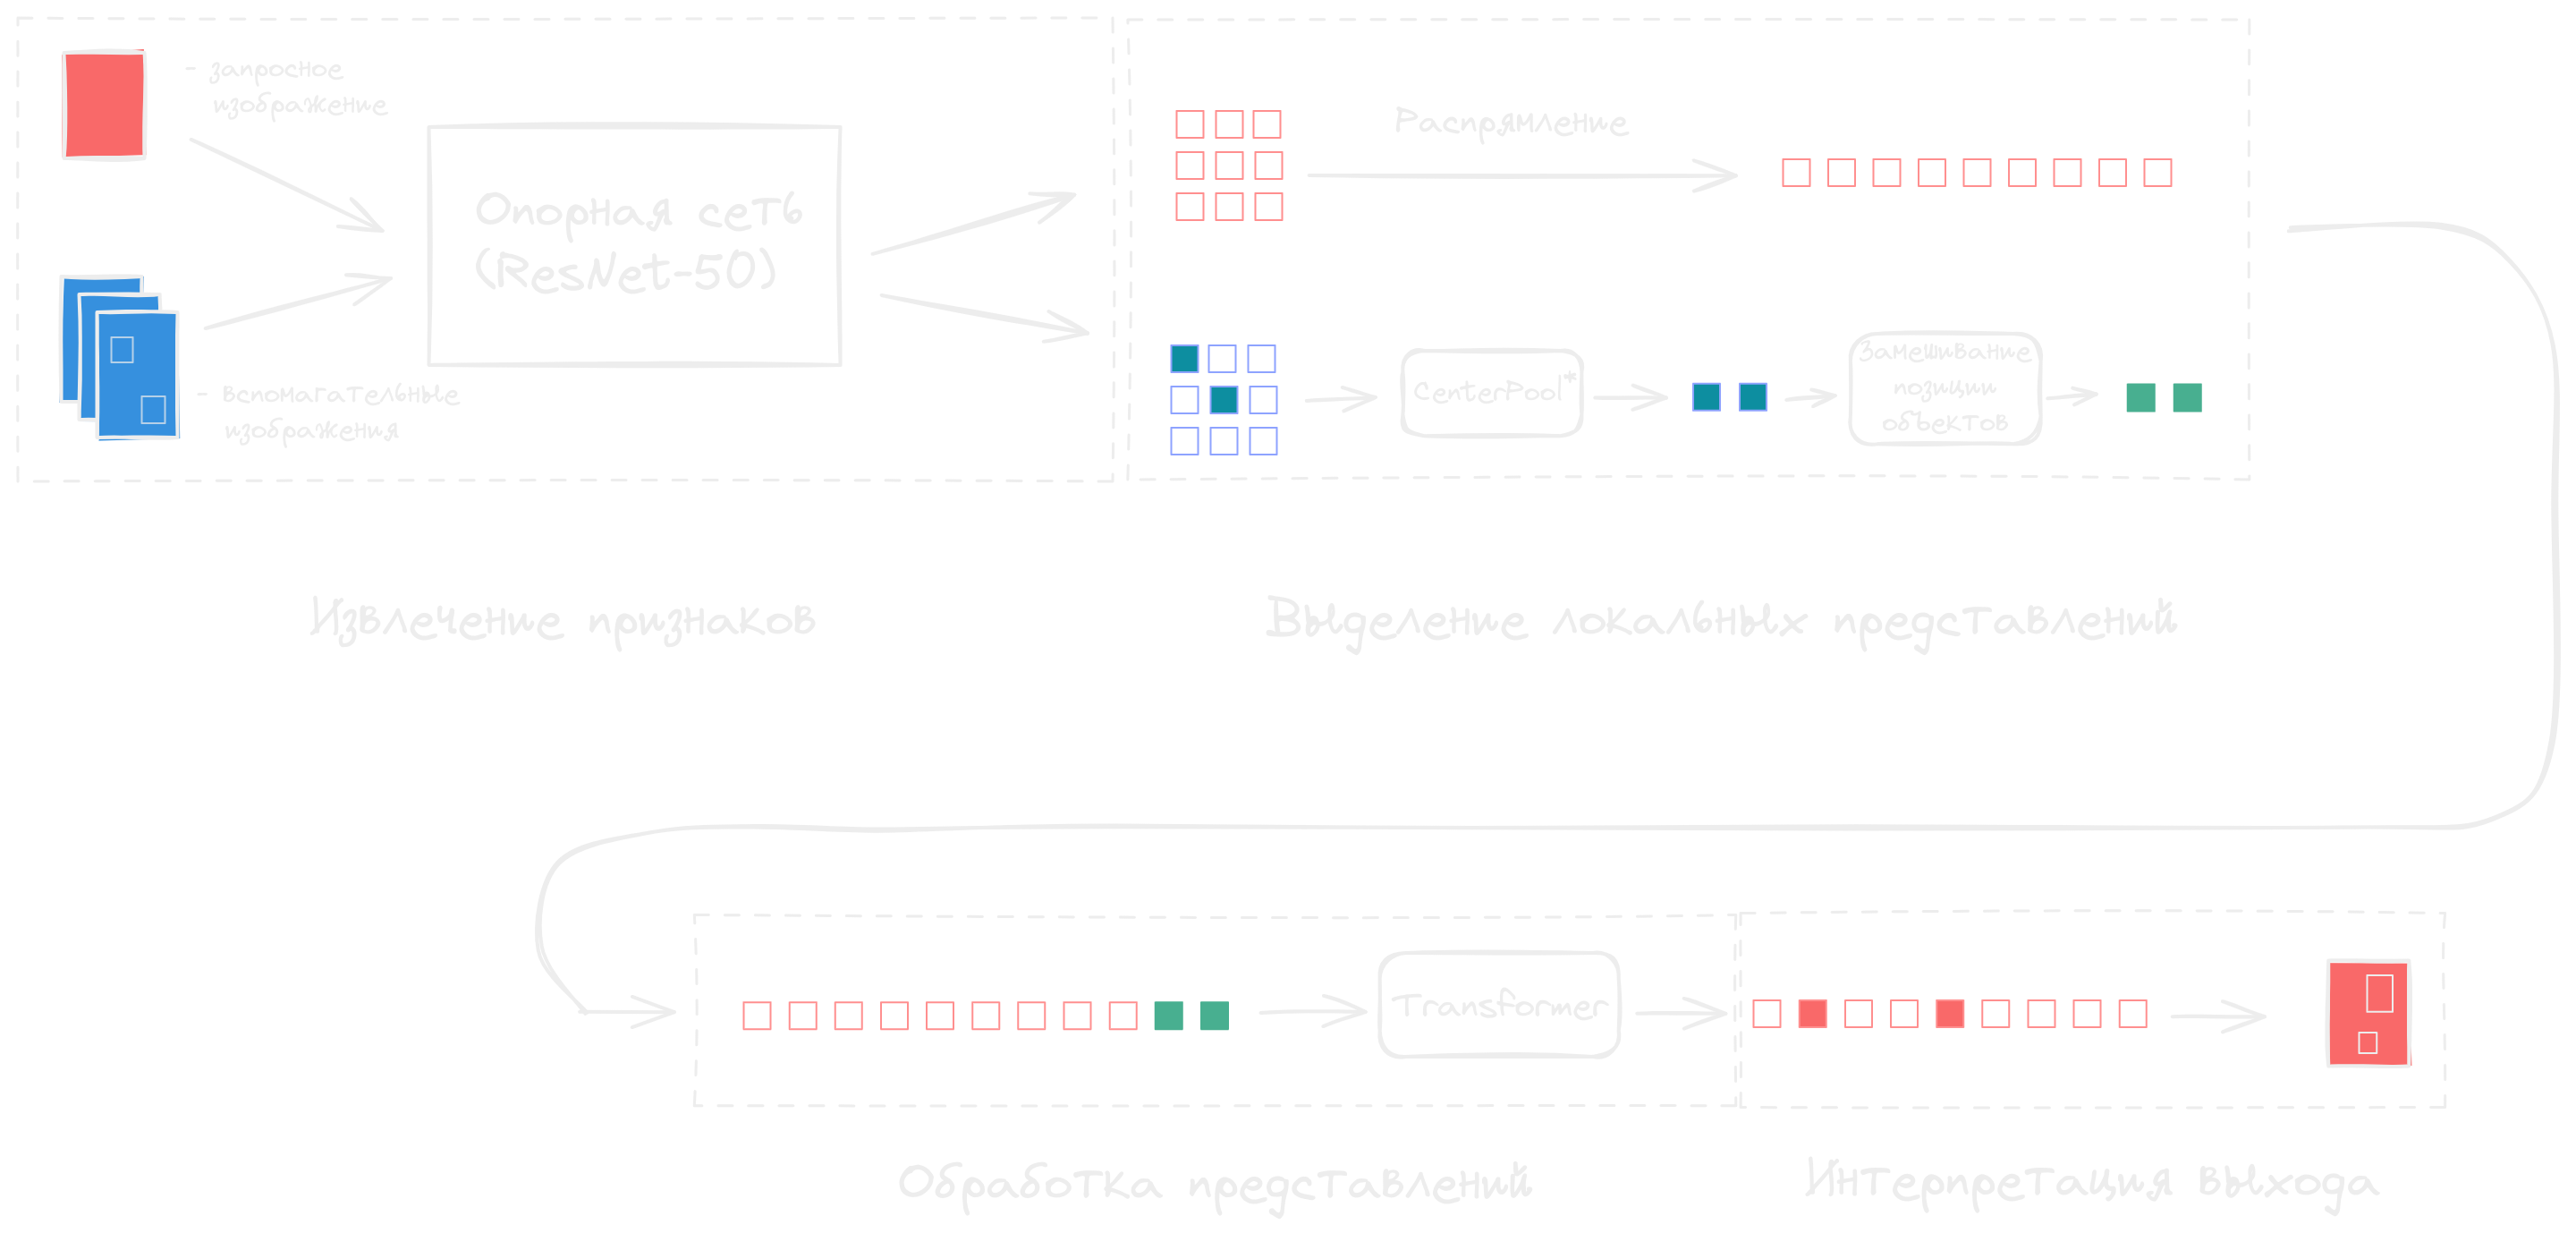 - запросное
изображение
Опорная сеть
(ResNet-50)
- вспомагательные
изображения
Распрямление
CenterPool*
Замешивание
позиции
объектов
Извлечение признаков
Выделение локальных представлений
Transformer
Обработка представлений
Интерпретация выхода